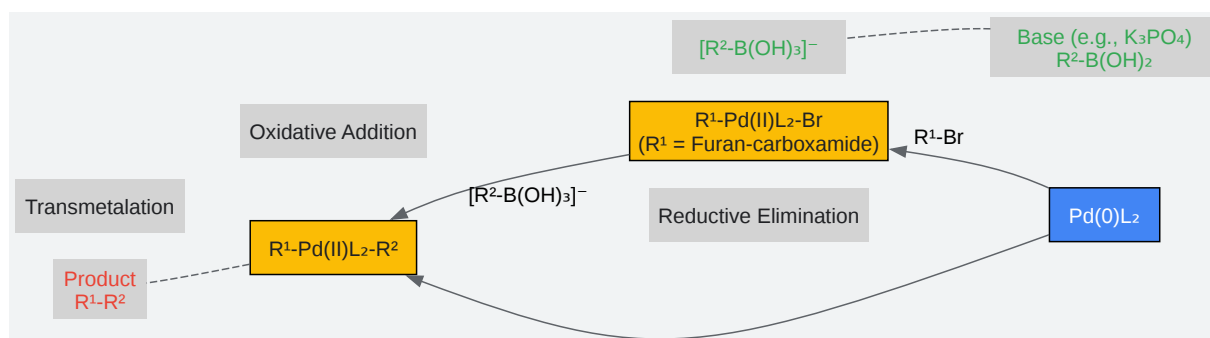 [R²-B(OH)₃]⁻
Base (e.g., K₃PO₄)
R²-B(OH)₂
Oxidative Addition
R¹-Pd(II)L₂-Br
(R¹ = Furan-carboxamide)
R¹-Br
[R²-B(OH)₃]⁻
Transmetalation
Reductive Elimination
Pd(0)L₂
R¹-Pd(II)L₂-R²
Product
R¹-R²